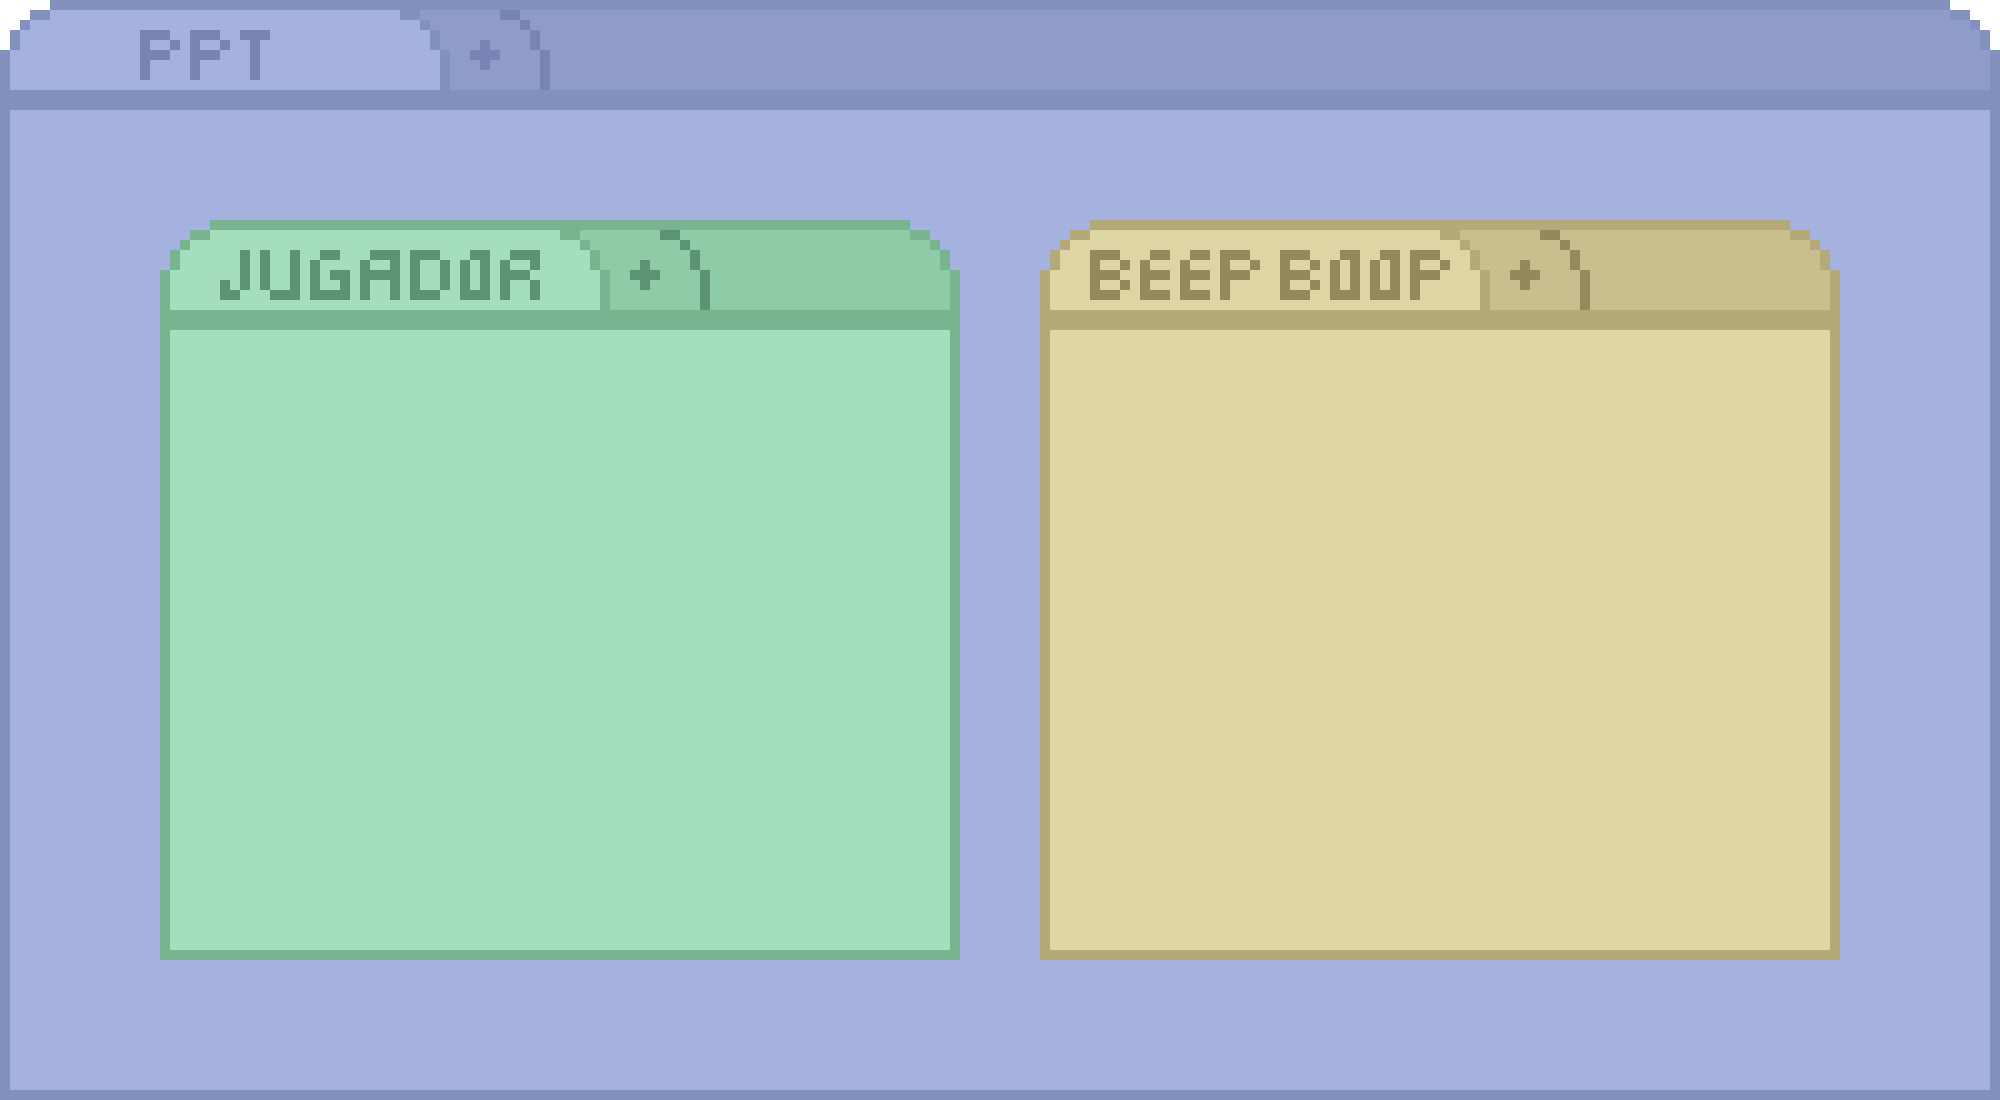 PPT +
JUGADOR +
BEEP BOOP +